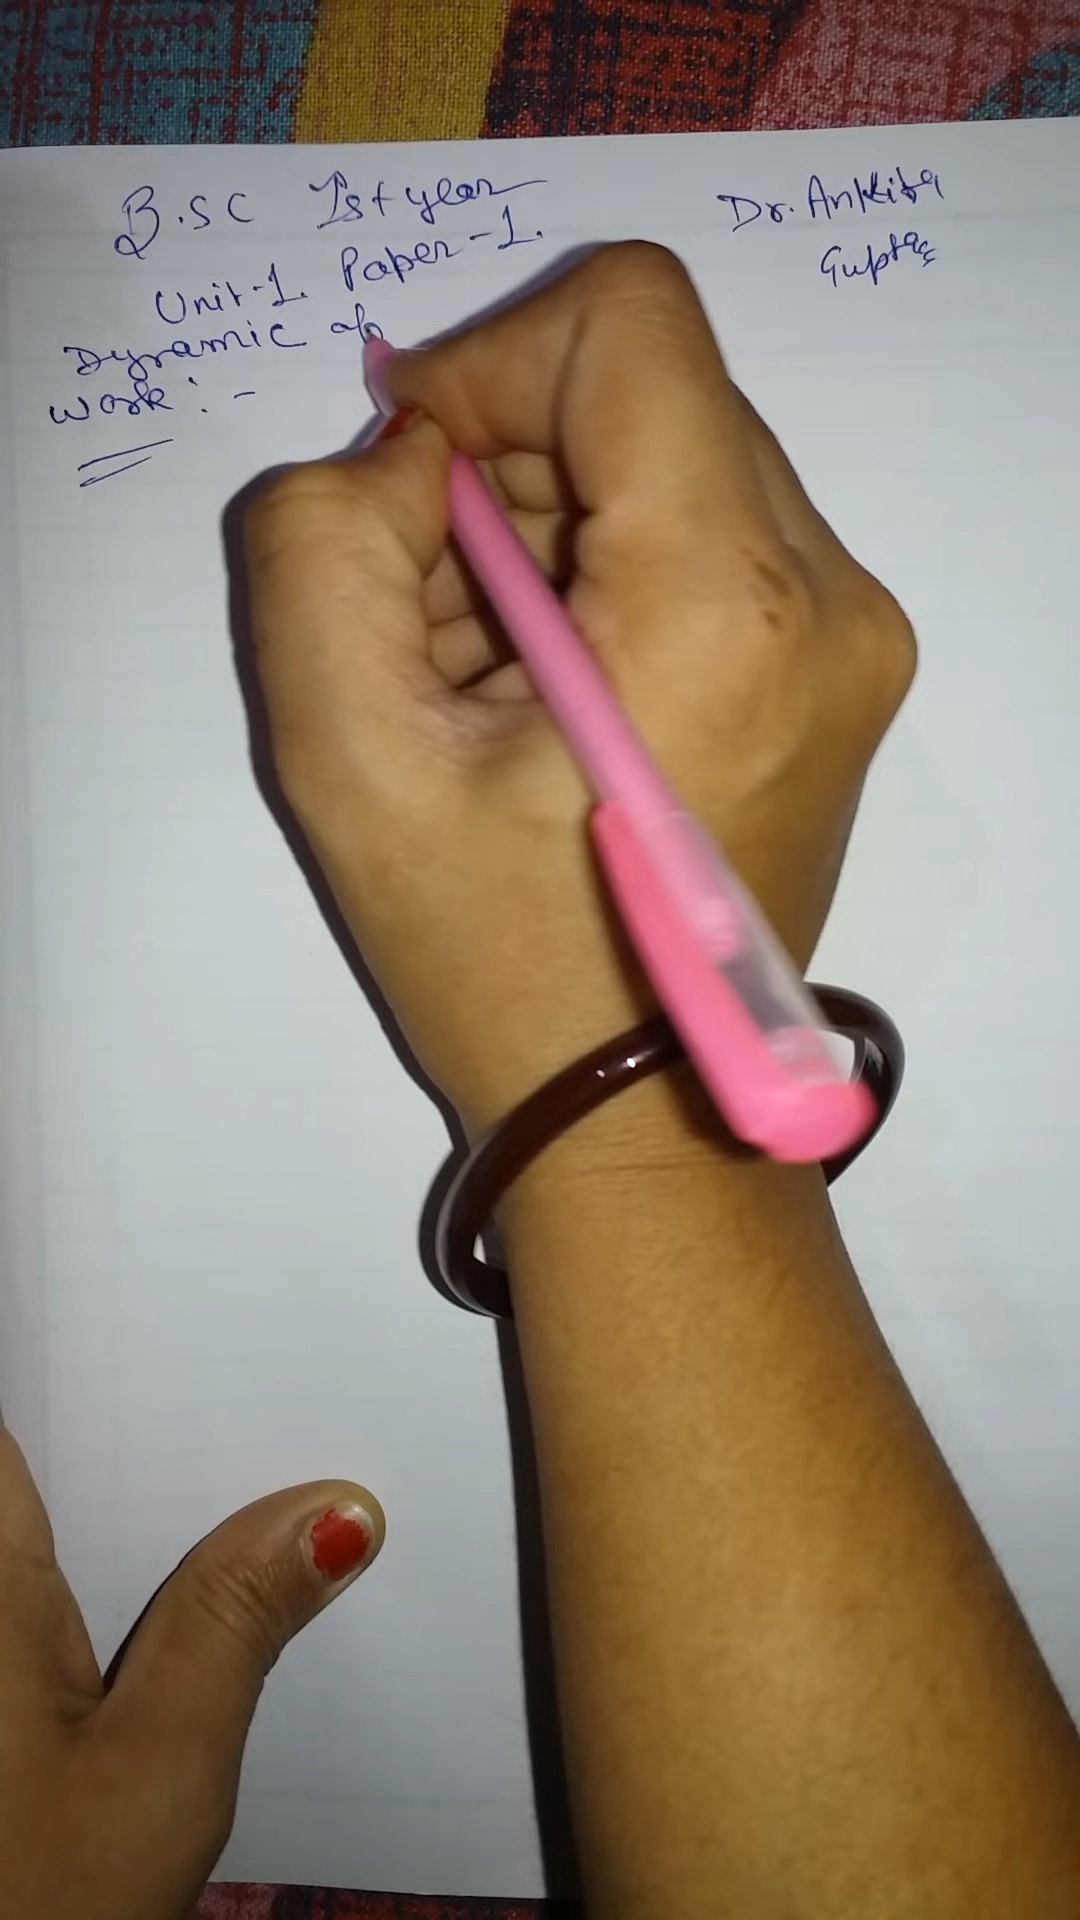 B.SC Ist year
Unit-1. Paper-1.
Dr. Ankita
Gupta
Dynamic of
work :-